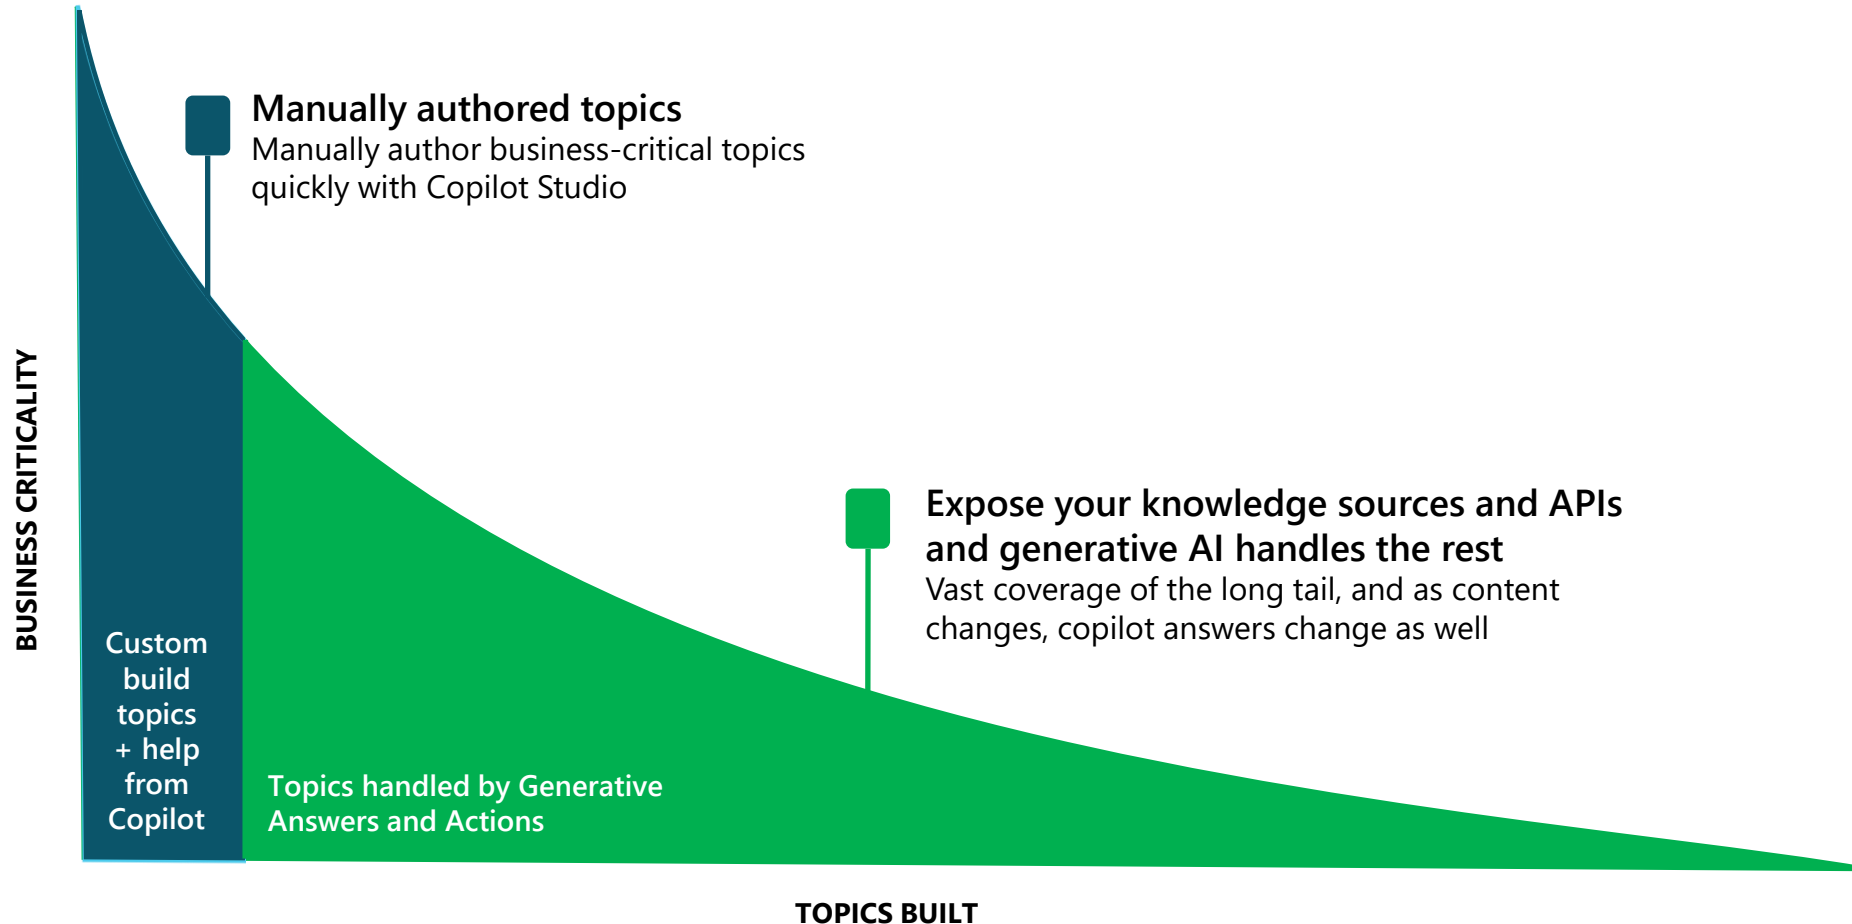 Manually authored topics
Manually author business-critical topics
quickly with Copilot Studio
BUSINESS CRITICALITY
Expose your knowledge sources and APIs
and generative AI handles the rest
Vast coverage of the long tail, and as content
changes, copilot answers change as well
Custom
build
topics
+ help
from
Copilot
Topics handled by Generative
Answers and Actions
TOPICS BUILT